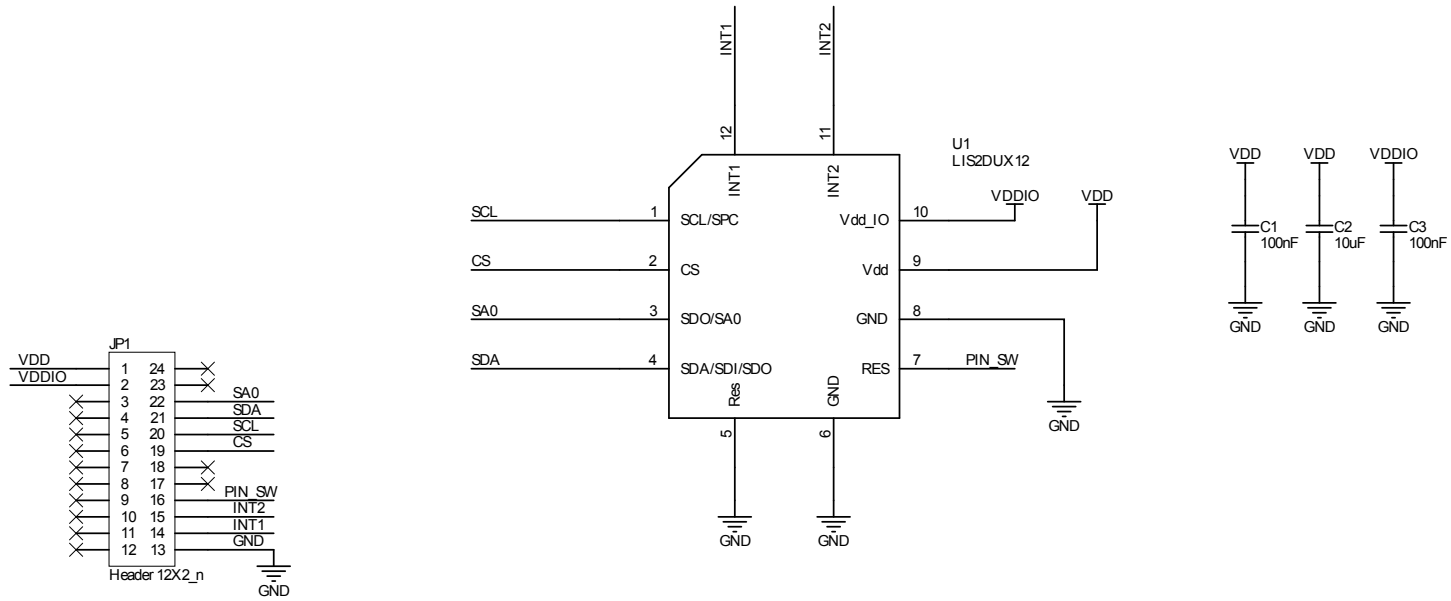 INT1
INT2
12
11
U1
LIS2DUX12
INT1
INT2
VDD
VDD
VDDIO
VDDIO
VDD
SCL
1
SCL/SPC
Vdd_IO
10
C1
100nF
C2
10uF
C3
100nF
CS
2
CS
Vdd
9
SA0
3
SDO/SA0
GND
8
GND
GND
GND
SDA
4
SDA/SDI/SDO
RES
7
PIN_SW
Res
GND
GND
5
6
GND
GND
JP1
VDD
1
24
VDDIO
2
23
3
22
SA0
4
21
SDA
5
20
SCL
6
19
CS
7
18
8
17
9
16
PIN_SW
10
15
INT2
11
14
INT1
12
13
GND
Header 12X2_n
GND